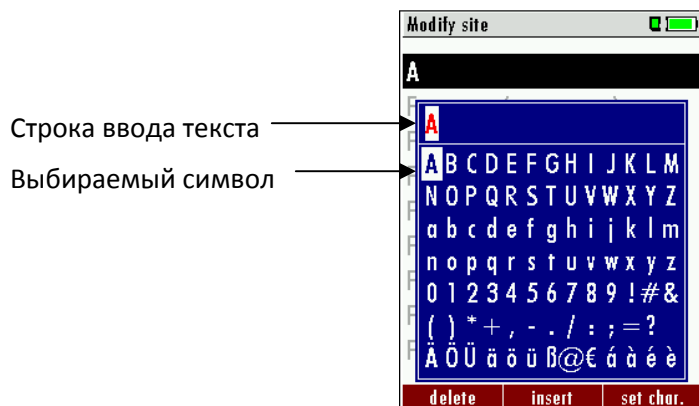 Modify site
A
Строка ввода текста
A
Выбираемый символ
A B C D E F G H I J K L M
N O P Q R S T U V W X Y Z
a b c d e f g h i j k l m
n o p q r s t u v w x y z
0 1 2 3 4 5 6 7 8 9 ! # &
( ) * + , - . / : ; = ?
Ä Ö Ü ä ö ü ß @ € á à é è
delete insert set char.